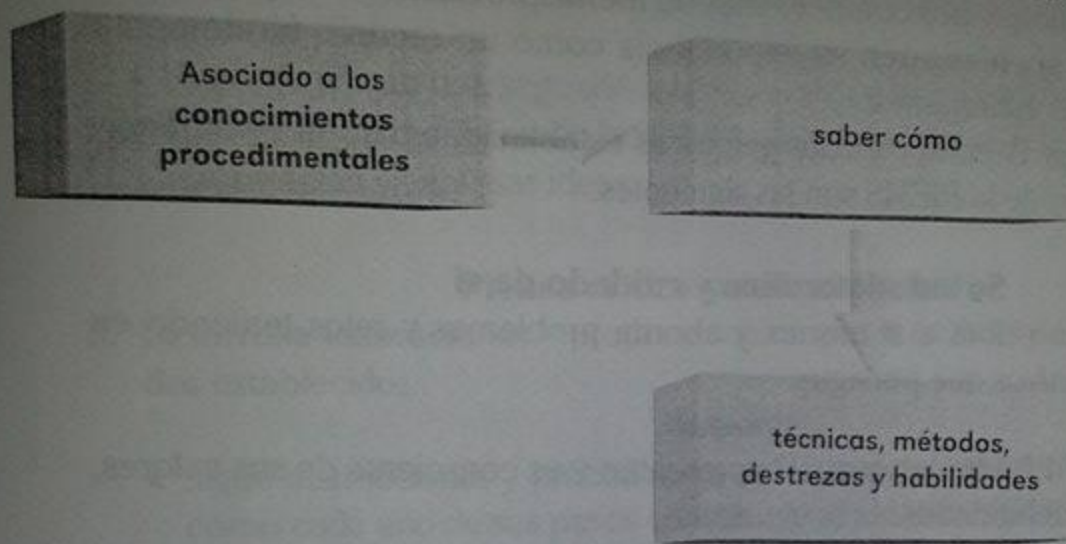 Asociado a los
conocimientos
procedimentales
saber cómo
técnicas, métodos,
destrezas y habilidades